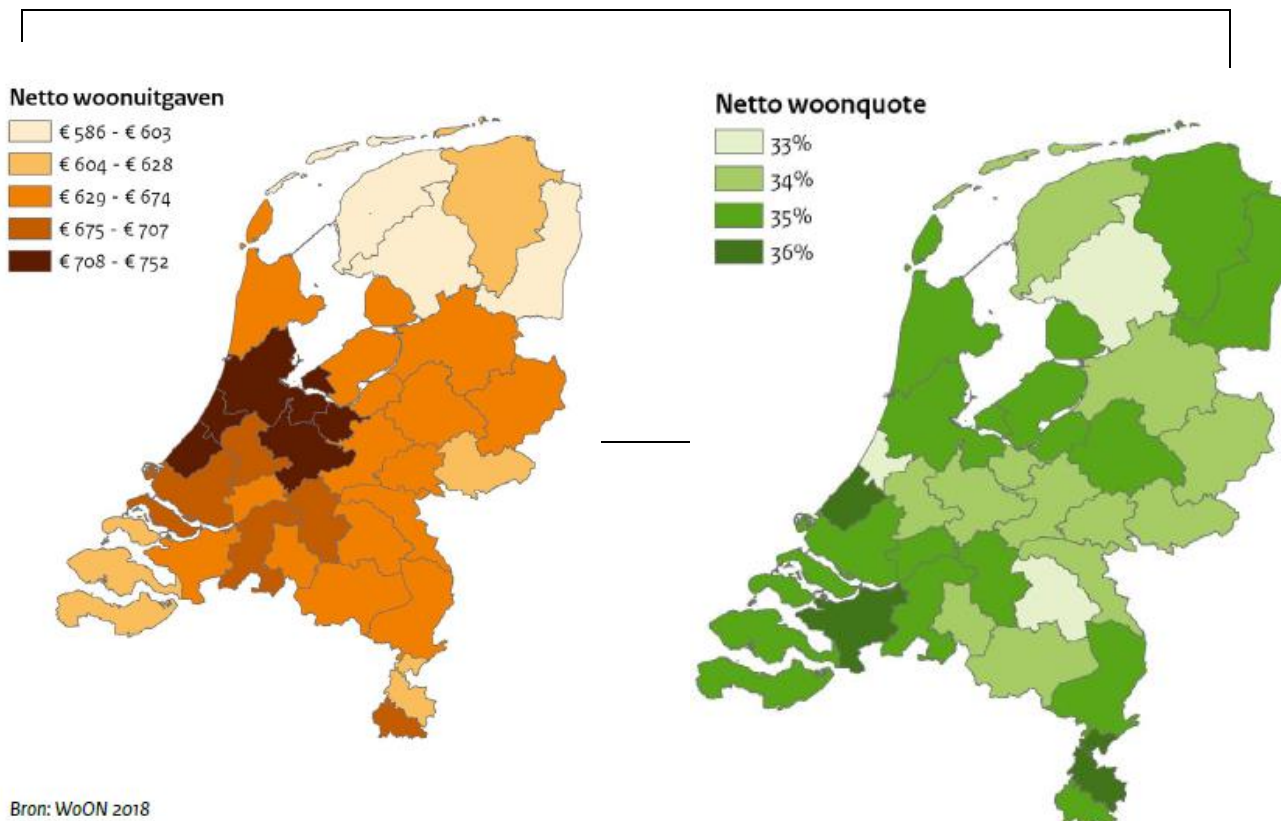 Netto woonuitgaven
€ 586 - € 603
€ 604 - € 628
€ 629 - € 674
€ 675 - € 707
€ 708 - € 752
Netto woonquote
33%
34%
35%
36%
Bron: WoON 2018